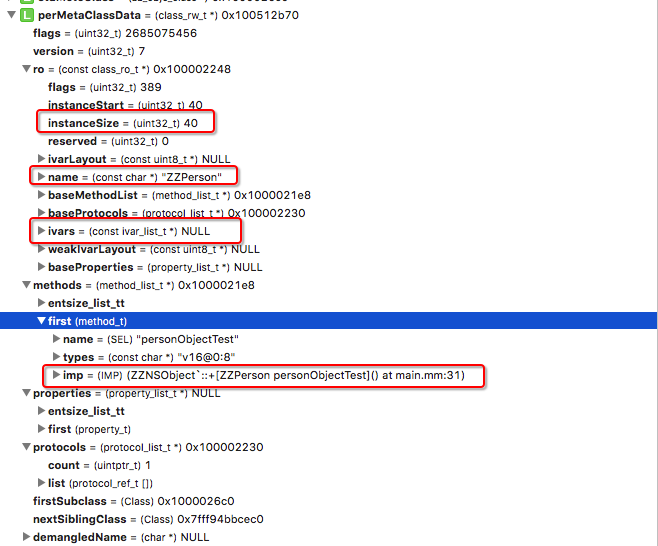 L perMetaClassData = (class_rw_t *) 0x100512b70
flags = (uint32_t) 2685075456
version = (uint32_t) 7
ro = (const class_ro_t *) 0x100002248
flags = (uint32_t) 389
instanceStart = (uint32_t) 40
instanceSize = (uint32_t) 40
reserved = (uint32_t) 0
ivarLayout = (const uint8_t *) NULL
name = (const char *) "ZZPerson"
baseMethodList = (method_list_t *) 0x1000021e8
baseProtocols = (protocol_list_t *) 0x100002230
ivars = (const ivar_list_t *) NULL
weakIvarLayout = (const uint8_t *) NULL
baseProperties = (property_list_t *) NULL
methods = (method_list_t *) 0x1000021e8
entsize_list_tt
first (method_t)
name = (SEL) "personObjectTest"
types = (const char *) "v16@0:8"
imp = (IMP) (ZZNSObject`::+[ZZPerson personObjectTest]() at main.mm:31)
properties = (property_list_t *) NULL
entsize_list_tt
first (property_t)
protocols = (protocol_list_t *) 0x100002230
count = (uintptr_t) 1
list (protocol_ref_t [])
firstSubclass = (Class) 0x1000026c0
nextSiblingClass = (Class) 0x7fff94bbcec0
demangledName = (char *) NULL